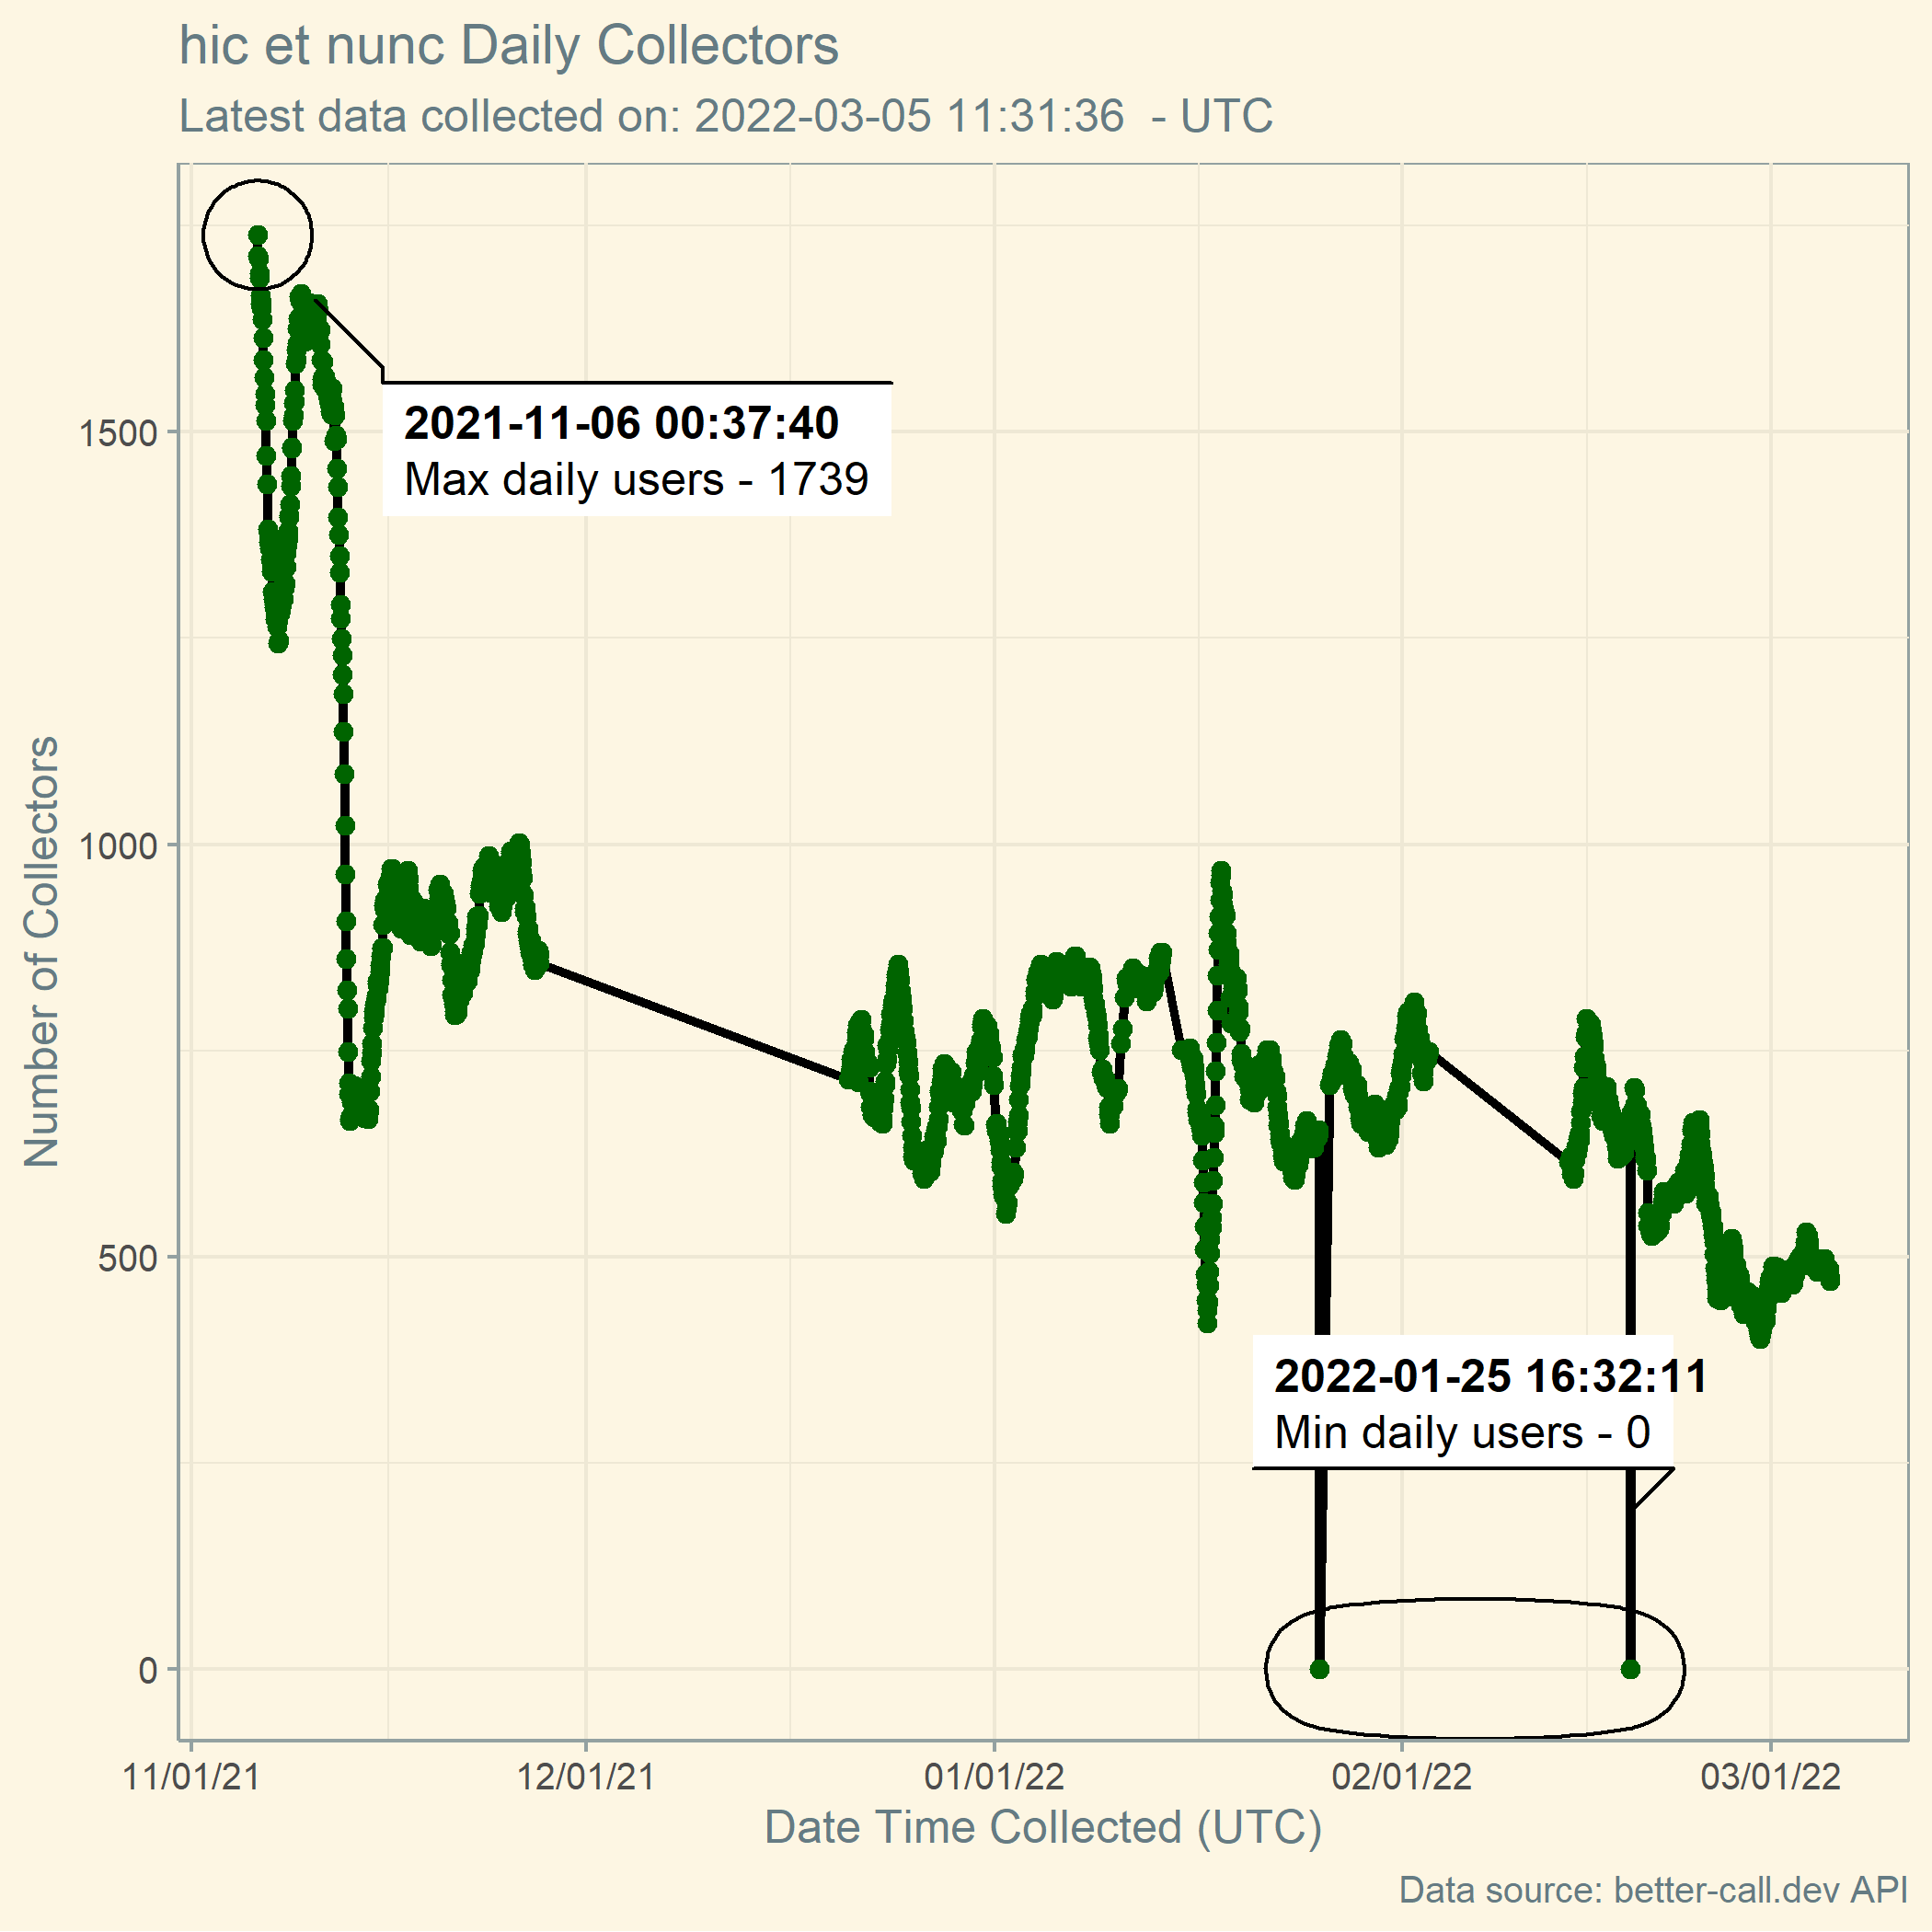 hic et nunc Daily Collectors
Latest data collected on: 2022-03-05 11:31:36  - UTC
Number of Collectors
1500
1000
500
0
2021-11-06 00:37:40
Max daily users - 1739
2022-01-25 16:32:11
Min daily users - 0
11/01/21 12/01/21 01/01/22 02/01/22 03/01/22
Date Time Collected (UTC)
Data source: better-call.dev API